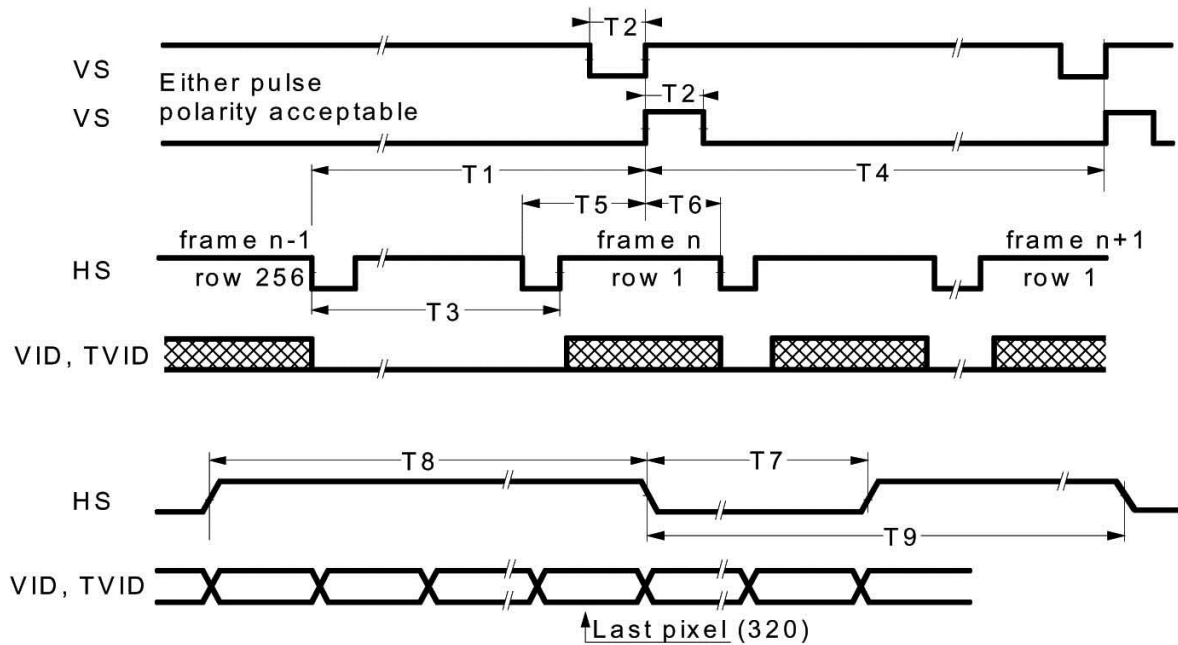 T2
VS
Either pulse
polarity acceptable
T2
VS
T1
T4
T5
T6
frame n-1
frame n
frame n+1
HS
row 256
row 1
row 1
T3
VID, TVID
T8
T7
HS
T9
VID, TVID
Last pixel (320)